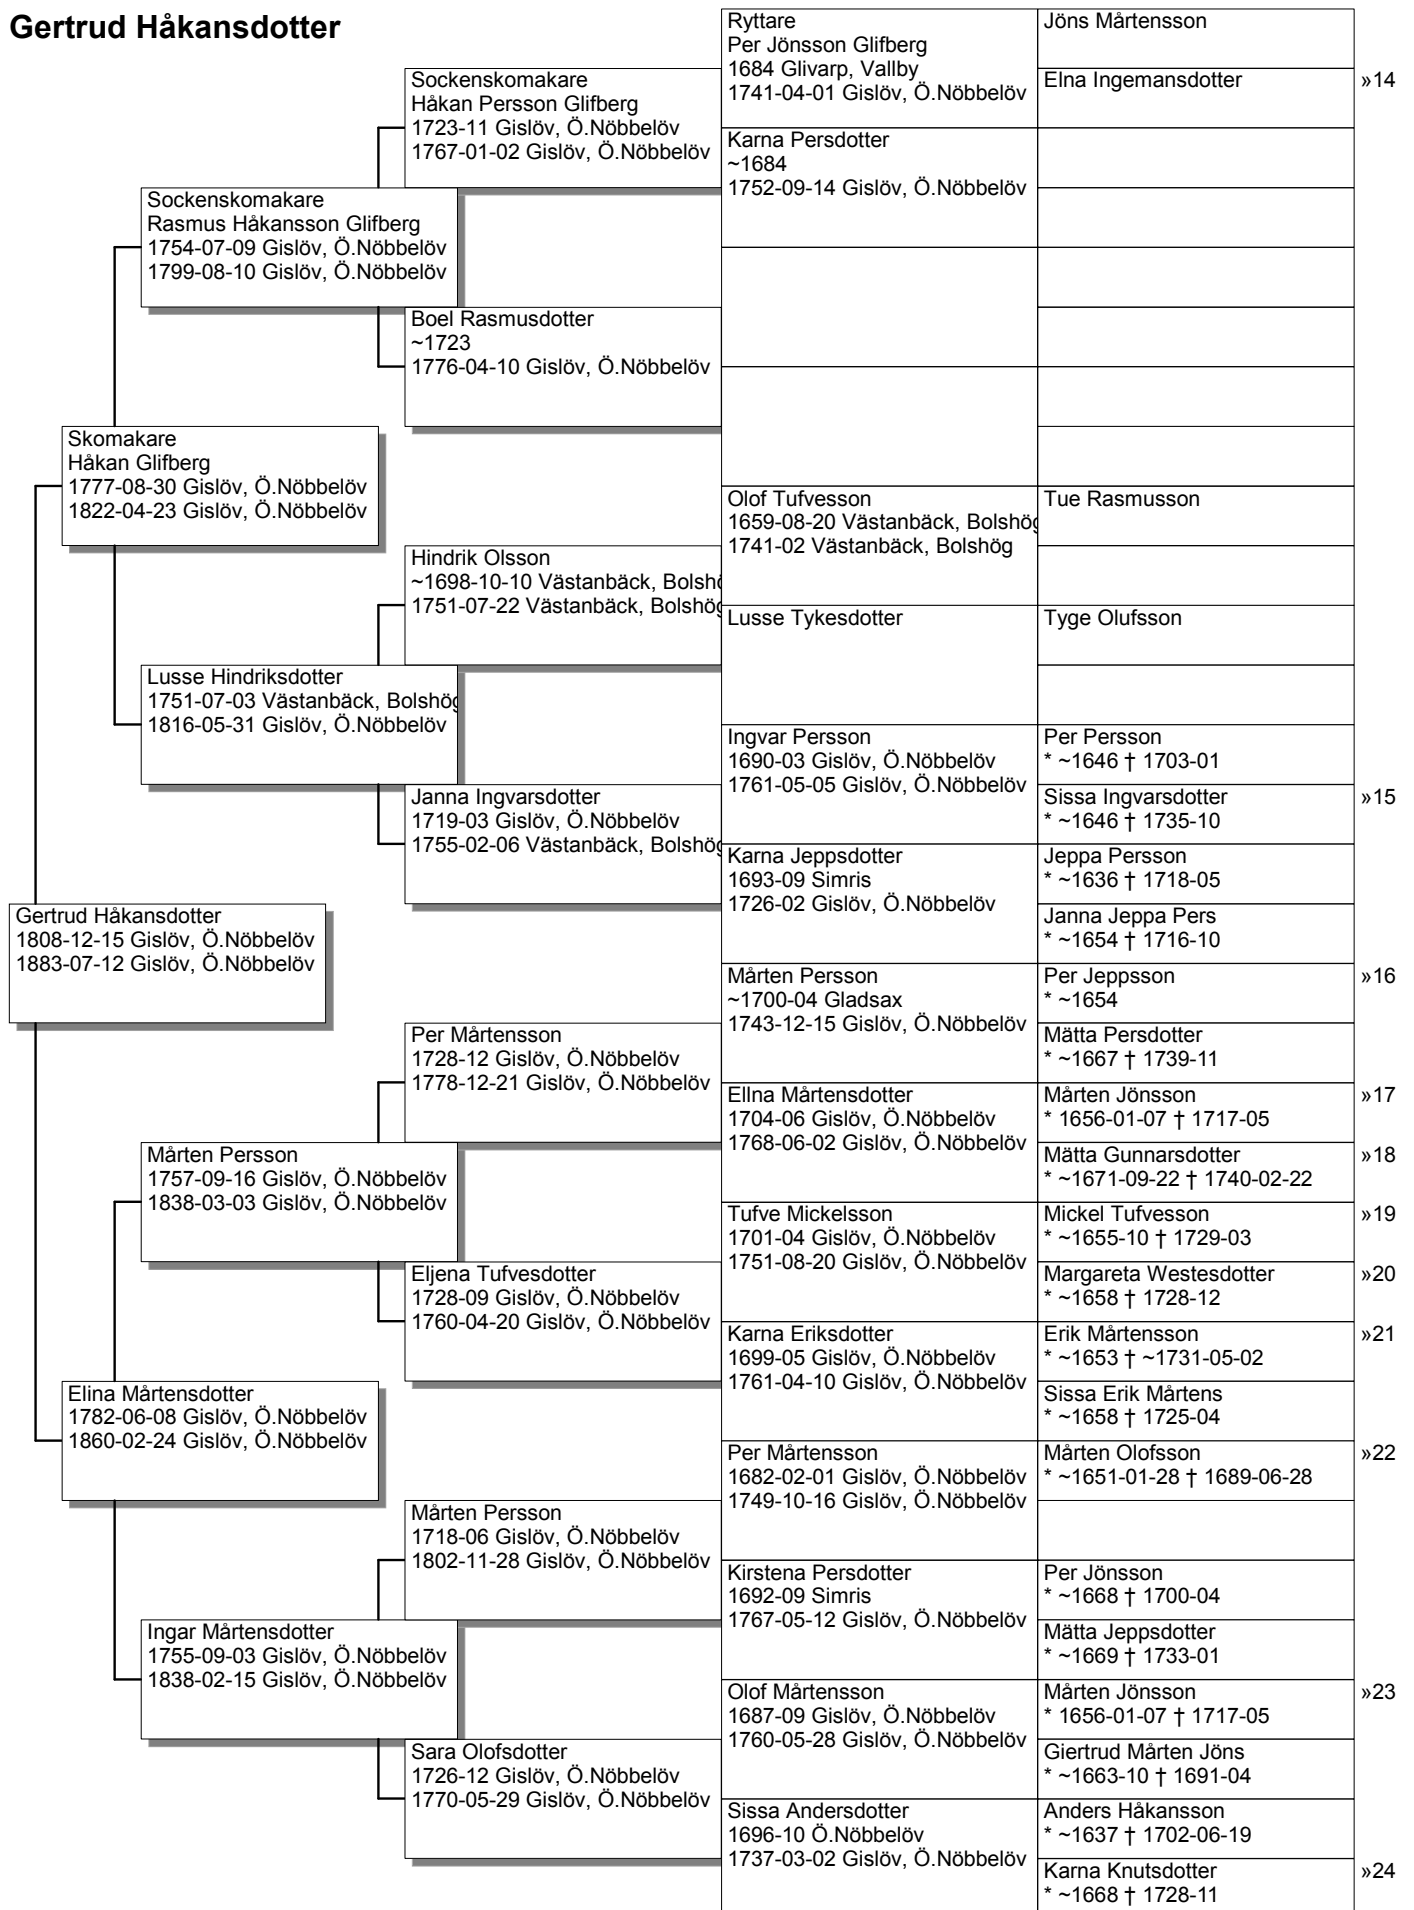 Gertrud Håkansdotter
Gertrud Håkansdotter
1808-12-15 Gislöv, Ö.Nöbbelöv
1883-07-12 Gislöv, Ö.Nöbbelöv
Skomakare
Håkan Glifberg
1777-08-30 Gislöv, Ö.Nöbbelöv
1822-04-23 Gislöv, Ö.Nöbbelöv
Elina Mårtensdotter
1782-06-08 Gislöv, Ö.Nöbbelöv
1860-02-24 Gislöv, Ö.Nöbbelöv
Sockenskomakare
Rasmus Håkansson Glifberg
1754-07-09 Gislöv, Ö.Nöbbelöv
1799-08-10 Gislöv, Ö.Nöbbelöv
Lusse Hindriksdotter
1751-07-03 Västanbäck, Bolshög
1816-05-31 Gislöv, Ö.Nöbbelöv
Mårten Persson
1757-09-16 Gislöv, Ö.Nöbbelöv
1838-03-03 Gislöv, Ö.Nöbbelöv
Ingar Mårtensdotter
1755-09-03 Gislöv, Ö.Nöbbelöv
1838-02-15 Gislöv, Ö.Nöbbelöv
Sockenskomakare
Håkan Persson Glifberg
1723-11 Gislöv, Ö.Nöbbelöv
1767-01-02 Gislöv, Ö.Nöbbelöv
Boel Rasmusdotter
~1723
1776-04-10 Gislöv, Ö.Nöbbelöv
Hindrik Olsson
~1698-10-10 Västanbäck, Bolshö
1751-07-22 Västanbäck, Bolshög
Janna Ingvarsdotter
1719-03 Gislöv, Ö.Nöbbelöv
1755-02-06 Västanbäck, Bolshög
Per Mårtensson
1728-12 Gislöv, Ö.Nöbbelöv
1778-12-21 Gislöv, Ö.Nöbbelöv
Eljena Tufvesdotter
1728-09 Gislöv, Ö.Nöbbelöv
1760-04-20 Gislöv, Ö.Nöbbelöv
Mårten Persson
1718-06 Gislöv, Ö.Nöbbelöv
1802-11-28 Gislöv, Ö.Nöbbelöv
Sara Olofsdotter
1726-12 Gislöv, Ö.Nöbbelöv
1770-05-29 Gislöv, Ö.Nöbbelöv
Ryttare
Per Jönsson Glifberg
1684 Glivarp, Vallby
1741-04-01 Gislöv, Ö.Nöbbelöv
Karna Persdotter
~1684
1752-09-14 Gislöv, Ö.Nöbbelöv
Olof Tufvesson
1659-08-20 Västanbäck, Bolshög
1741-02 Västanbäck, Bolshög
Lusse Tykesdotter
Ingvar Persson
1690-03 Gislöv, Ö.Nöbbelöv
1761-05-05 Gislöv, Ö.Nöbbelöv
Karna Jeppsdotter
1693-09 Simris
1726-02 Gislöv, Ö.Nöbbelöv
Mårten Persson
~1700-04 Gladsax
1743-12-15 Gislöv, Ö.Nöbbelöv
Ellna Mårtensdotter
1704-06 Gislöv, Ö.Nöbbelöv
1768-06-02 Gislöv, Ö.Nöbbelöv
Tufve Mickelsson
1701-04 Gislöv, Ö.Nöbbelöv
1751-08-20 Gislöv, Ö.Nöbbelöv
Karna Eriksdotter
1699-05 Gislöv, Ö.Nöbbelöv
1761-04-10 Gislöv, Ö.Nöbbelöv
Per Mårtensson
1682-02-01 Gislöv, Ö.Nöbbelöv
1749-10-16 Gislöv, Ö.Nöbbelöv
Kirstena Persdotter
1692-09 Simris
1767-05-12 Gislöv, Ö.Nöbbelöv
Olof Mårtensson
1687-09 Gislöv, Ö.Nöbbelöv
1760-05-28 Gislöv, Ö.Nöbbelöv
Sissa Andersdotter
1696-10 Ö.Nöbbelöv
1737-03-02 Gislöv, Ö.Nöbbelöv
Jöns Mårtensson
Elna Ingemansdotter »14
Tue Rasmusson
Tyge Olufsson
Per Persson
* ~1646 † 1703-01
Sissa Ingvarsdotter »15
* ~1646 † 1735-10
Jeppa Persson
* ~1636 † 1718-05
Janna Jeppa Pers
* ~1654 † 1716-10
Per Jeppsson »16
* ~1654
Mätta Persdotter
* ~1667 † 1739-11
Mårten Jönsson »17
* 1656-01-07 † 1717-05
Mätta Gunnarsdotter »18
* ~1671-09-22 † 1740-02-22
Mickel Tufvesson »19
* ~1655-10 † 1729-03
Margareta Westesdotter »20
* ~1658 † 1728-12
Erik Mårtensson »21
* ~1653 † ~1731-05-02
Sissa Erik Mårtens
* ~1658 † 1725-04
Mårten Olofsson »22
* ~1651-01-28 † 1689-06-28
Per Jönsson
* ~1668 † 1700-04
Mätta Jeppsdotter
* ~1669 † 1733-01
Mårten Jönsson »23
* 1656-01-07 † 1717-05
Giertrud Mårten Jöns
* ~1663-10 † 1691-04
Anders Håkansson
* ~1637 † 1702-06-19
Karna Knutsdotter »24
* ~1668 † 1728-11